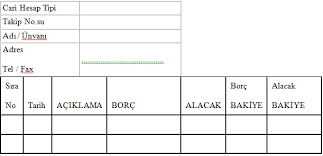 Cari Hesap Tipi
Takip No.su
Adı / Ünvanı
Adres
Tel / Fax
Sıra No Tarih AÇIKLAMA BORÇ ALACAK Borç BAKİYE Alacak BAKİYE